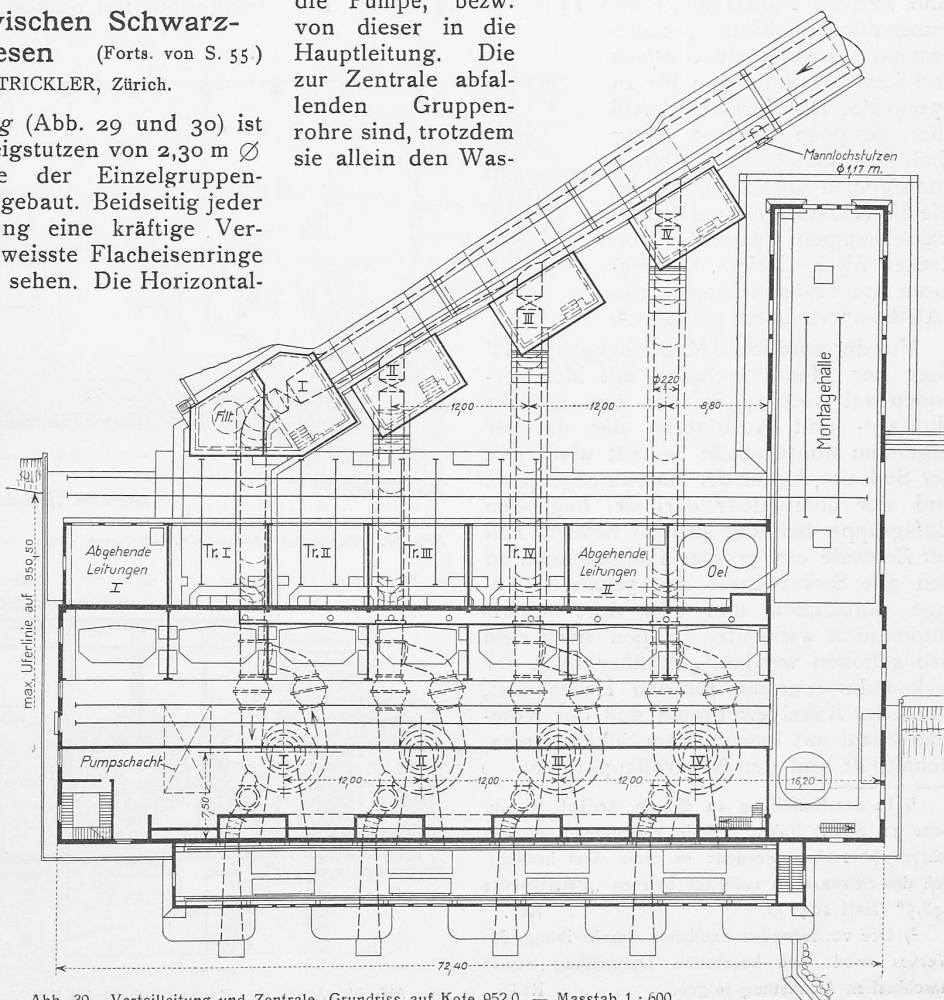 wischen Schwarz-
esen (Forts. von S. 55.)
TRICKLER, Zürich.
g (Abb. 29 und 30) ist
eigstutzen von 2,30 m ∅
e der Einzelgruppen-
gebaut. Beidseitig jeder
ng eine kräftige Ver-
weisste Flacheisenringe
sehen. Die Horizontal-
die Pumpe, bezw.
von dieser in die
Hauptleitung. Die
zur Zentrale abfal-
lenden Gruppen-
rohre sind, trotzdem
sie allein den Was-
Mannlochstutzen
ϕ 1,17 m.
IV
III
II
I
Filt.
ϕ 2,20
12,00
12,00
8,80
Montagehalle
max. Uferlinie auf 950,50
Abgehende
Leitungen
I
Tr. I
Tr. II
Tr. III
Tr. IV
Abgehende
Leitungen
II
Oel
Pumpschacht
I
II
III
IV
12,00
12,00
12,00
16,20
7,50
72,40
Abb. 30. Verteilleitung und Zentrale, Grundriss auf Kote 952,0. — Masstab 1 : 600.